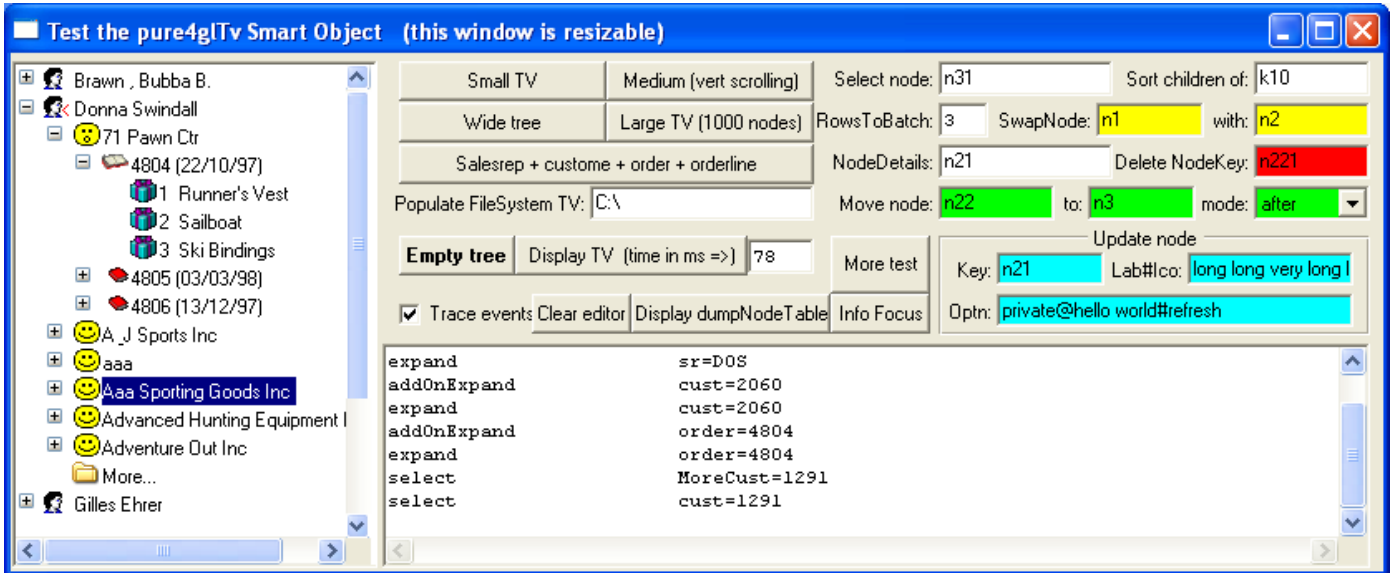 Test the pure4glTv Smart Object (this window is resizable)
Brawn , Bubba B.
Donna Swindall
71 Pawn Ctr
4804 (22/10/97)
1 Runner's Vest
2 Sailboat
3 Ski Bindings
4805 (03/03/98)
4806 (13/12/97)
A_J Sports Inc
aaa
Aaa Sporting Goods Inc
Advanced Hunting Equipment I
Adventure Out Inc
More...
Gilles Ehrer
Small TV Medium (vert scrolling) Select node: n31 Sort children of: k10
Wide tree Large TV (1000 nodes) RowsToBatch: 3 SwapNode: n1 with: n2
Salesrep + custome + order + orderline NodeDetails: n21 Delete NodeKey: n221
Populate FileSystem TV: C:\ Move node: n22 to: n3 mode: after
Empty tree Display TV (time in ms =>) 78 More test
Update node
Key: n21 Lab#Ico: long long very long l
Optn: private@hello world#refresh
Trace events Clear editor Display dumpNodeTable Info Focus
expand sr=DOS
addOnExpand cust=2060
expand cust=2060
addOnExpand order=4804
expand order=4804
select MoreCust=1291
select cust=1291